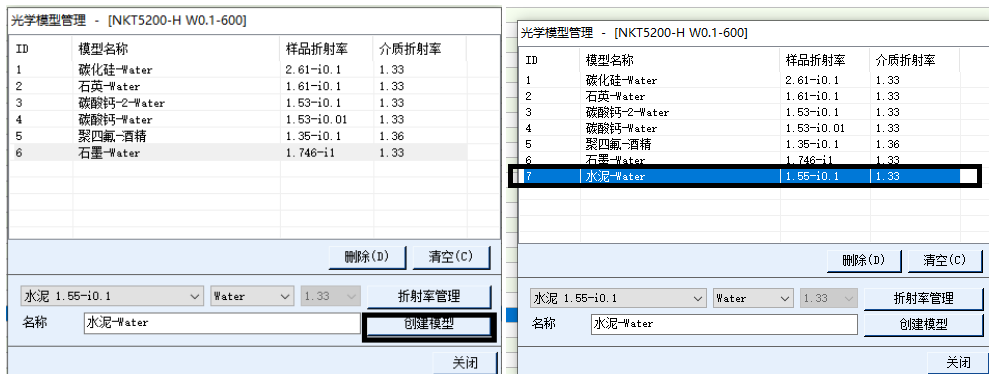 光学模型管理 - [NKT5200-H W0.1-600]
ID 模型名称 样品折射率 介质折射率
1 碳化硅-Water 2.61-i0.1 1.33
2 石英-Water 1.61-i0.1 1.33
3 碳酸钙-2-Water 1.53-i0.1 1.33
4 碳酸钙-Water 1.53-i0.01 1.33
5 聚四氟-酒精 1.35-i0.1 1.36
6 石墨-Water 1.746-i1 1.33
删除(D) 清空(C)
水泥 1.55-i0.1 Water 1.33 折射率管理
名称 水泥-Water 创建模型
关闭
光学模型管理 - [NKT5200-H W0.1-600]
ID 模型名称 样品折射率 介质折射率
1 碳化硅-Water 2.61-i0.1 1.33
2 石英-Water 1.61-i0.1 1.33
3 碳酸钙-2-Water 1.53-i0.1 1.33
4 碳酸钙-Water 1.53-i0.01 1.33
5 聚四氟-酒精 1.35-i0.1 1.36
6 石墨-Water 1.746-i1 1.33
7 水泥-Water 1.55-i0.1 1.33
删除(D) 清空(C)
水泥 1.55-i0.1 Water 1.33 折射率管理
名称 水泥-Water 创建模型
关闭